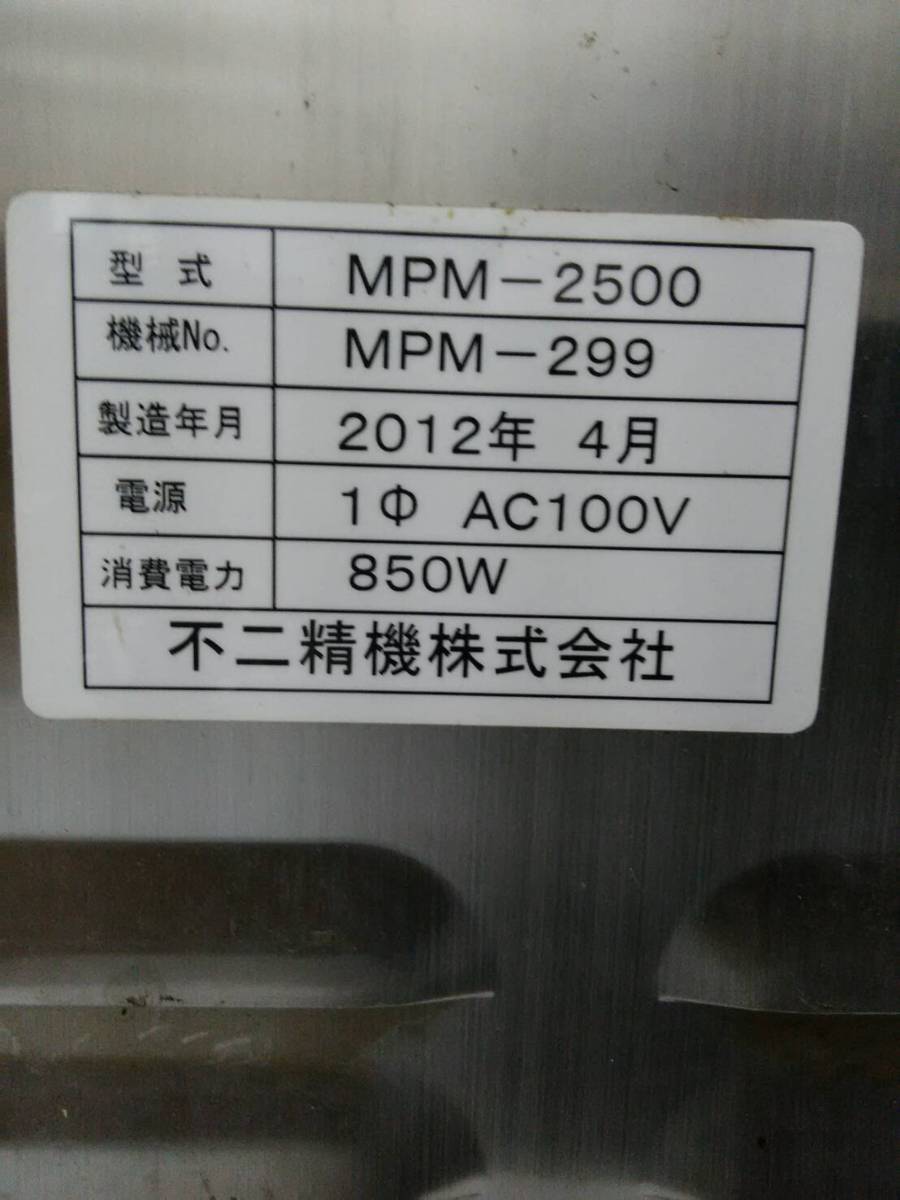 型式 MPM-2500
機械No. MPM-299
製造年月 2012年 4月
電源 1Φ AC100V
消費電力 850W
不二精機株式会社